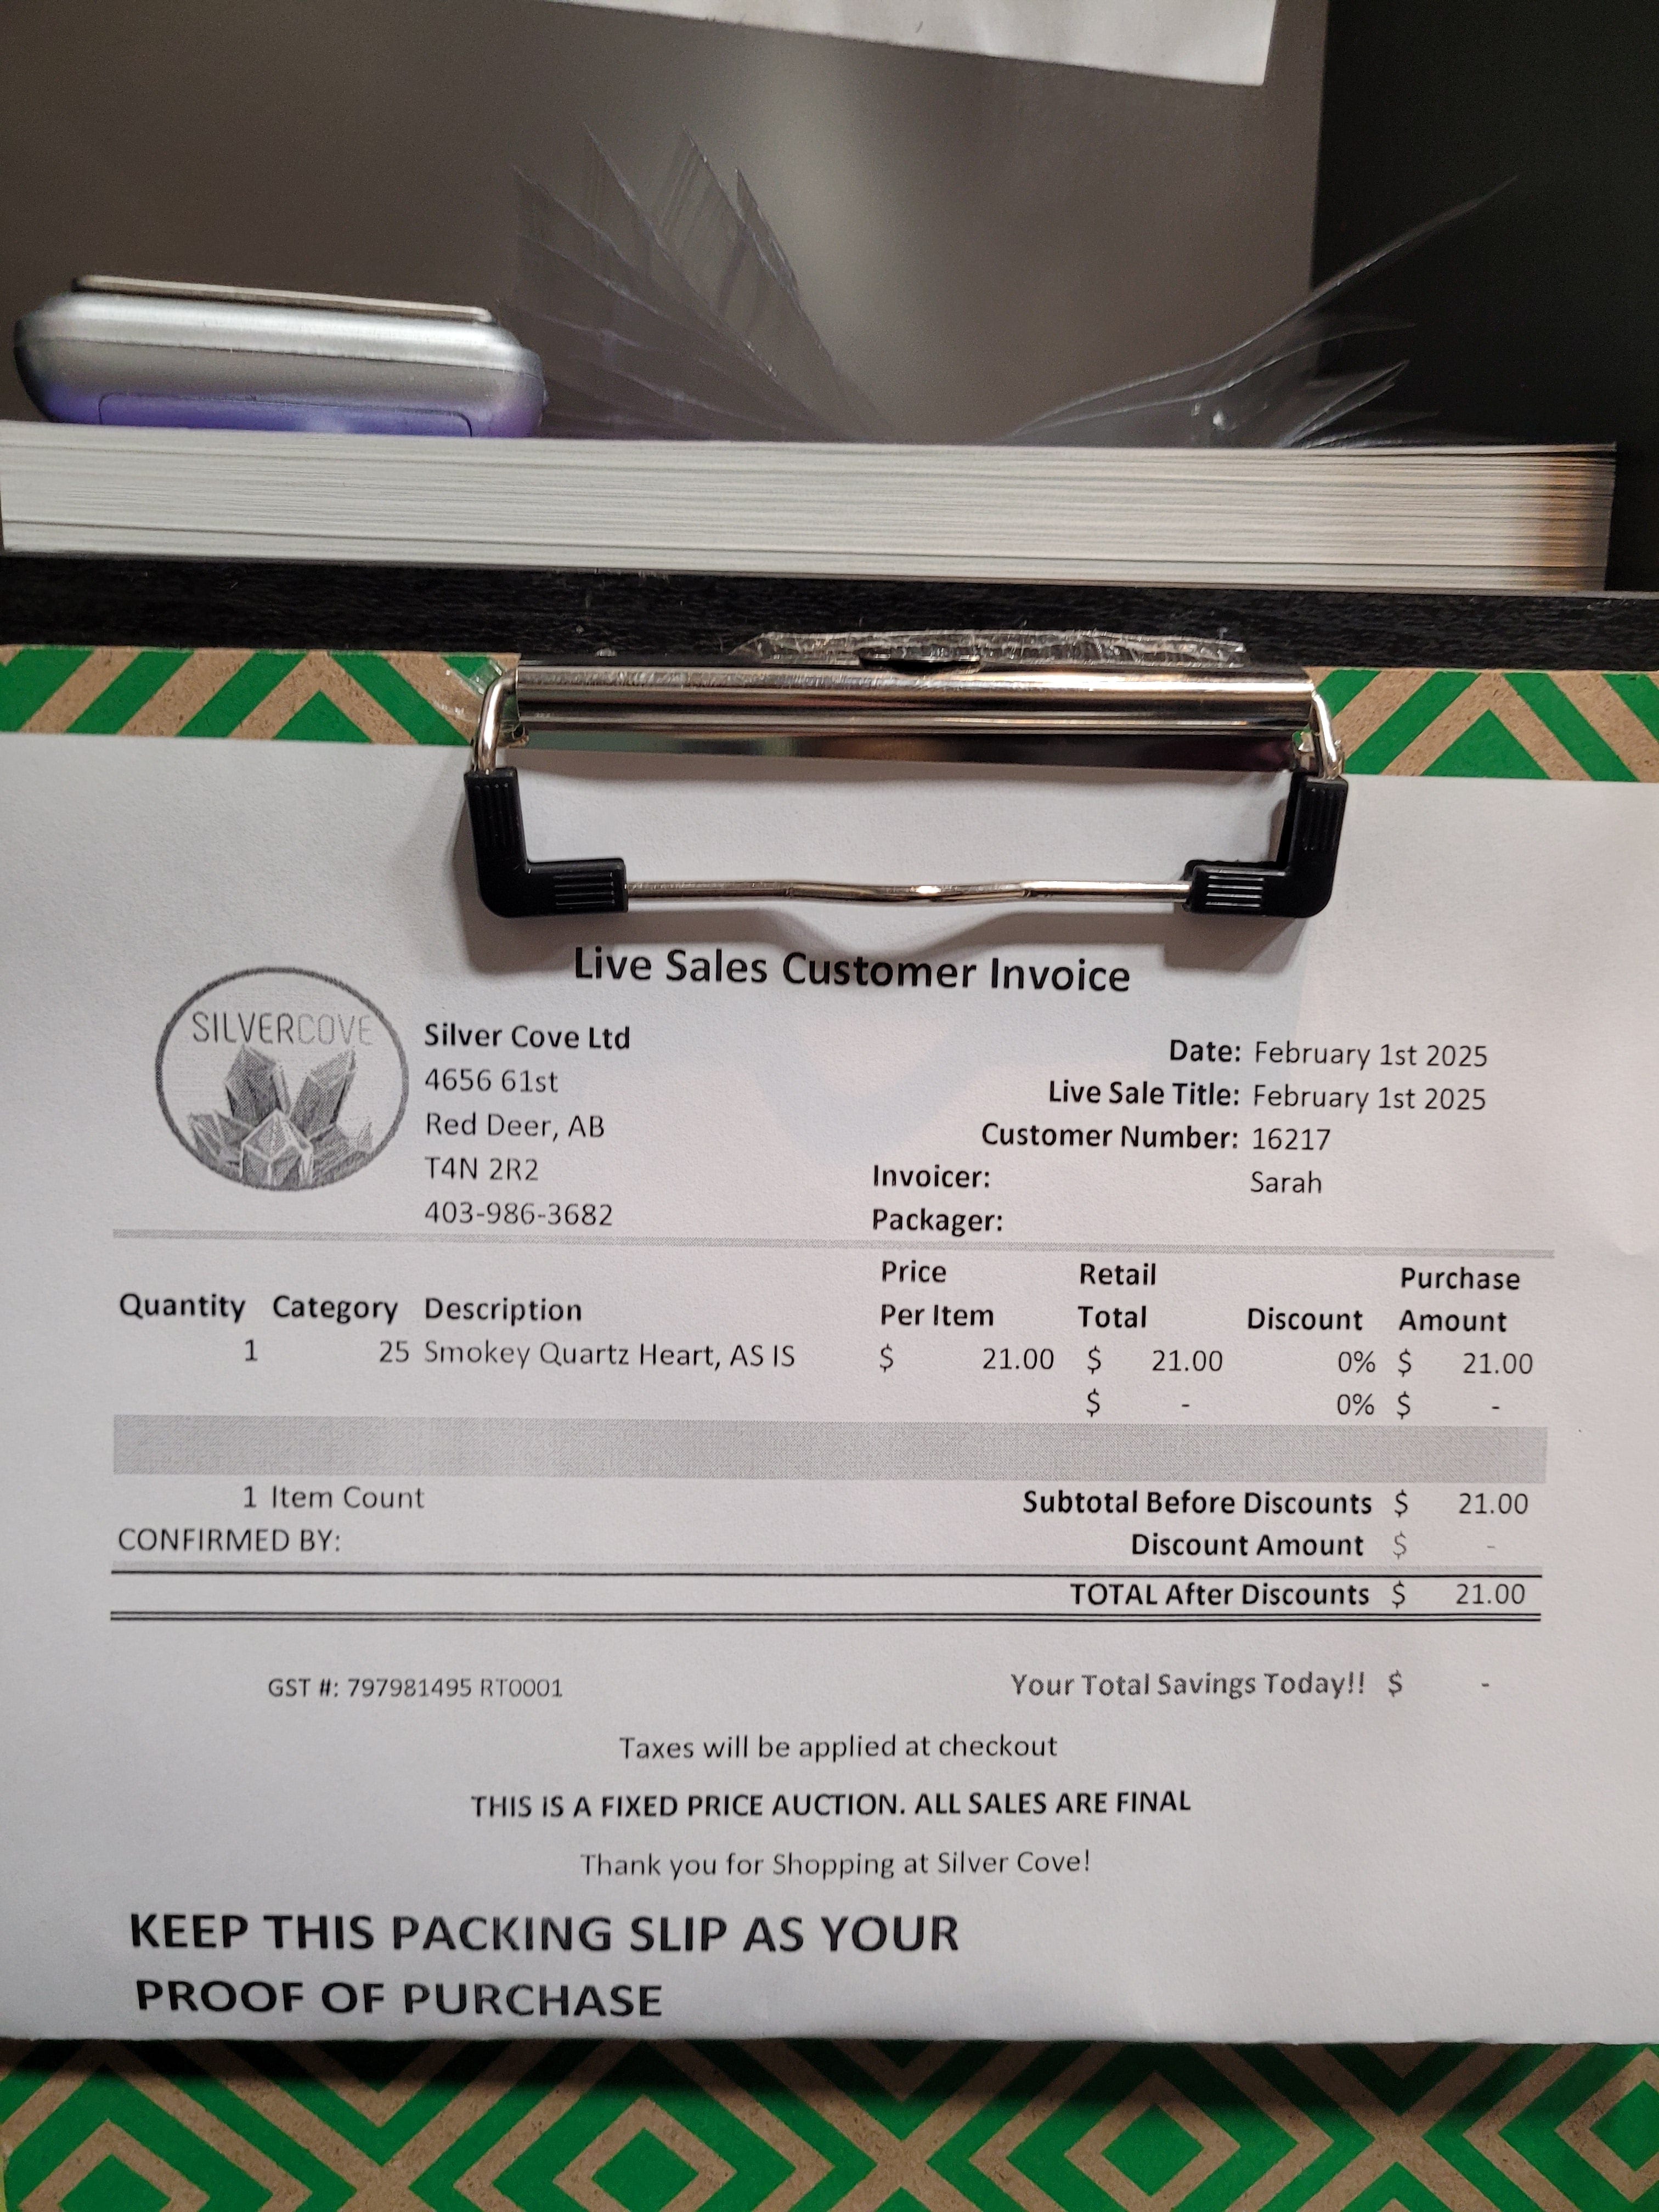 Live Sales Customer Invoice
SILVERCOVE
Silver Cove Ltd
4656 61st
Red Deer, AB
T4N 2R2
403-986-3682
Date: February 1st 2025
Live Sale Title: February 1st 2025
Customer Number: 16217
Invoicer: Sarah
Packager:
Quantity Category Description Price Per Item Retail Total Discount Purchase Amount
1 25 Smokey Quartz Heart, AS IS $ 21.00 $ 21.00 0% $ 21.00
$ - 0% $ -
1 Item Count Subtotal Before Discounts $ 21.00
CONFIRMED BY: Discount Amount $ -
TOTAL After Discounts $ 21.00
GST #: 797981495 RT0001 Your Total Savings Today!! $ -
Taxes will be applied at checkout
THIS IS A FIXED PRICE AUCTION. ALL SALES ARE FINAL
Thank you for Shopping at Silver Cove!
KEEP THIS PACKING SLIP AS YOUR
PROOF OF PURCHASE